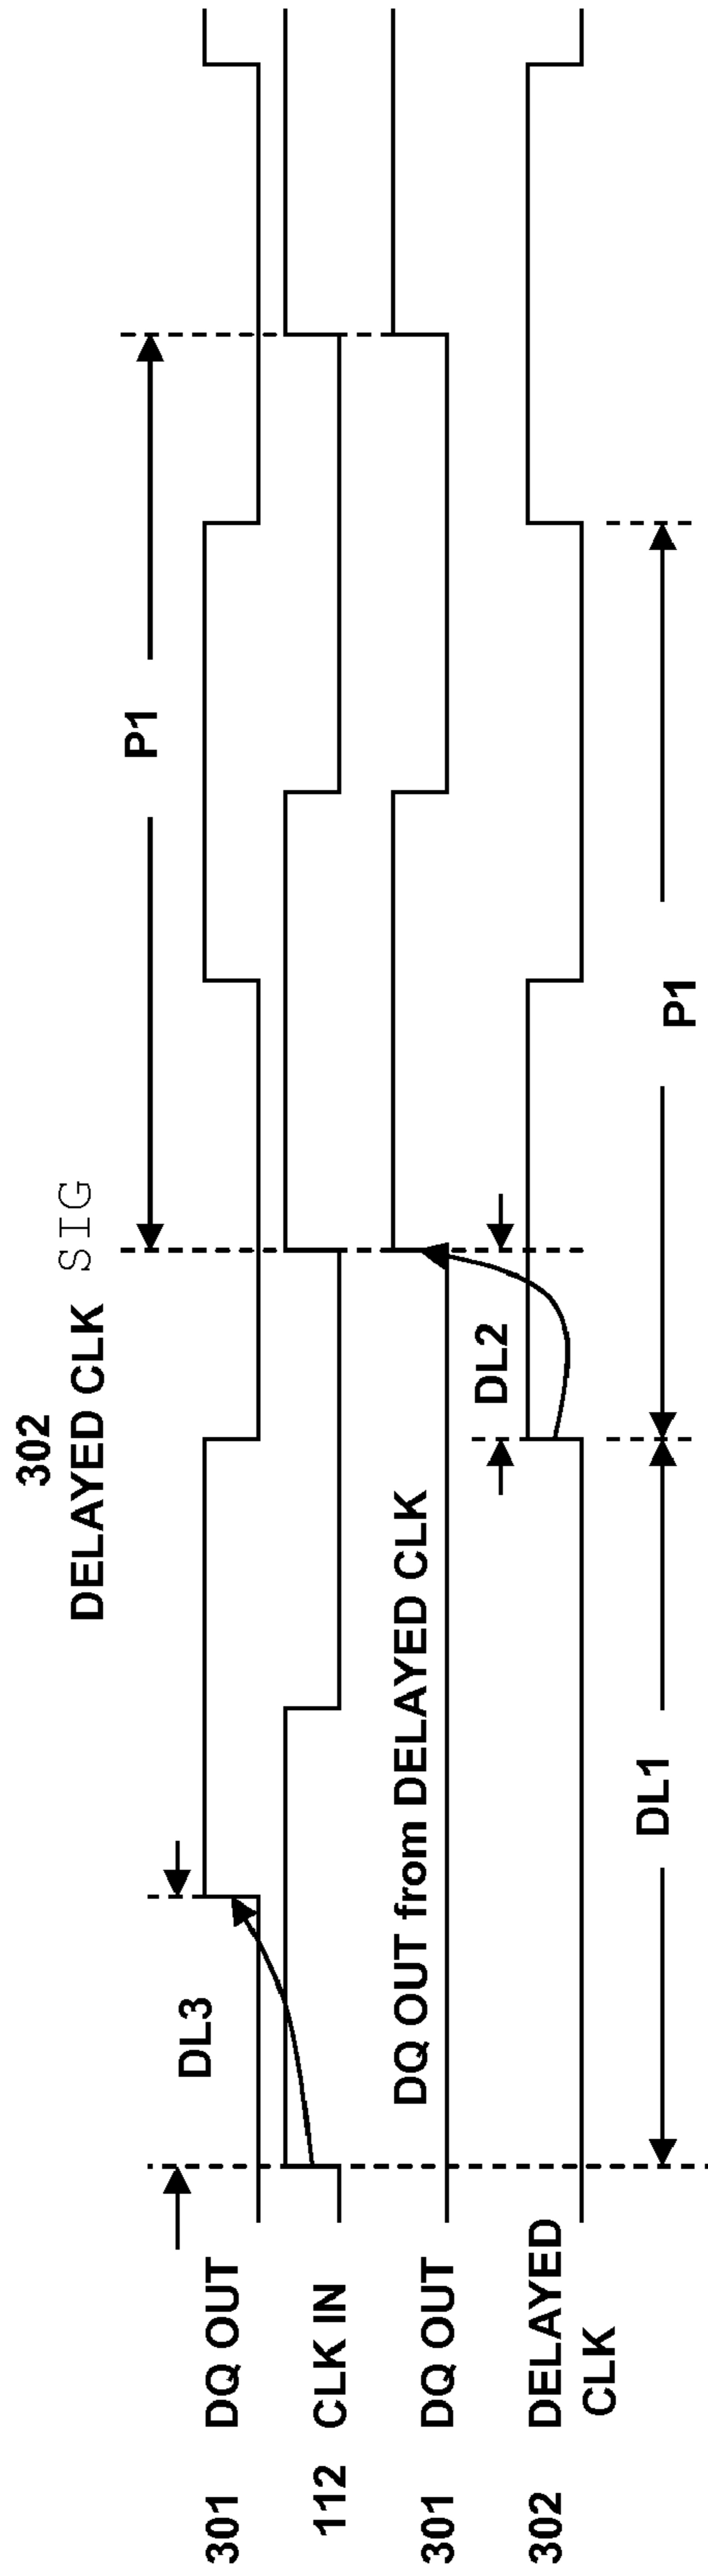 302
DELAYED CLK SIG
P1
DL3
301 DQ OUT
112 CLK IN
DQ OUT from DELAYED CLK
301 DQ OUT
DL2
302 DELAYED
CLK
DL1
P1